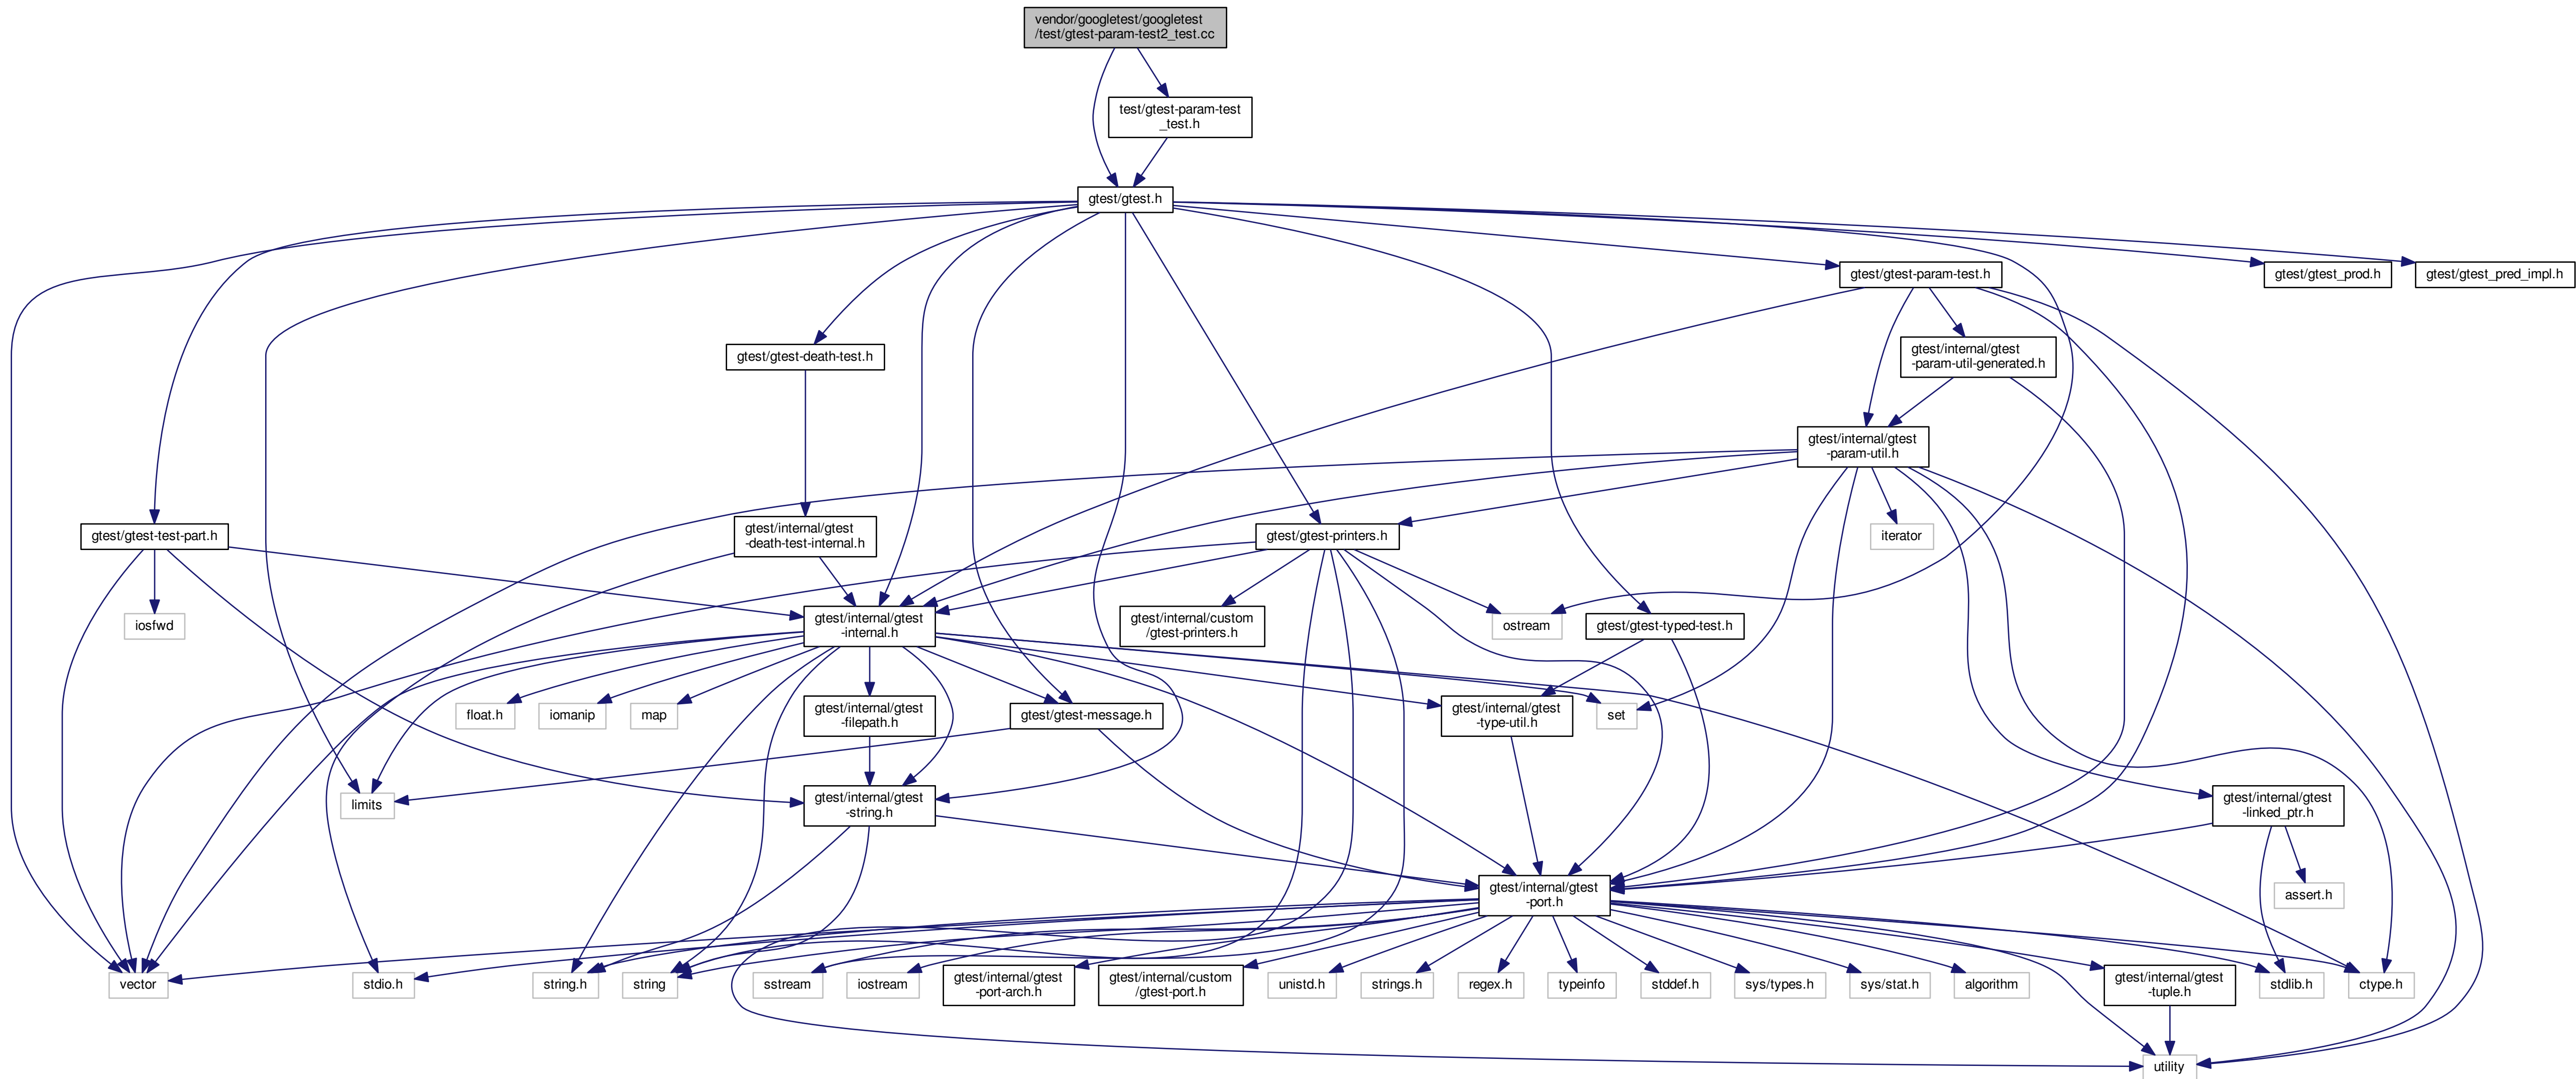 vendor/googletest/googletest
/test/gtest-param-test2_test.cc
test/gtest-param-test
_test.h
gtest/gtest.h
gtest/gtest-param-test.h
gtest/gtest_prod.h
gtest/gtest_pred_impl.h
gtest/gtest-death-test.h
gtest/internal/gtest
-param-util-generated.h
gtest/internal/gtest
-param-util.h
gtest/gtest-test-part.h
gtest/internal/gtest
-death-test-internal.h
gtest/gtest-printers.h
iterator
iosfwd
gtest/internal/gtest
-internal.h
gtest/internal/custom
/gtest-printers.h
ostream
gtest/gtest-typed-test.h
float.h
iomanip
map
gtest/internal/gtest
-filepath.h
gtest/gtest-message.h
gtest/internal/gtest
-type-util.h
set
limits
gtest/internal/gtest
-string.h
gtest/internal/gtest
-linked_ptr.h
gtest/internal/gtest
-port.h
assert.h
vector
stdio.h
string.h
string
sstream
iostream
gtest/internal/gtest
-port-arch.h
gtest/internal/custom
/gtest-port.h
unistd.h
strings.h
regex.h
typeinfo
stddef.h
sys/types.h
sys/stat.h
algorithm
gtest/internal/gtest
-tuple.h
stdlib.h
ctype.h
utility